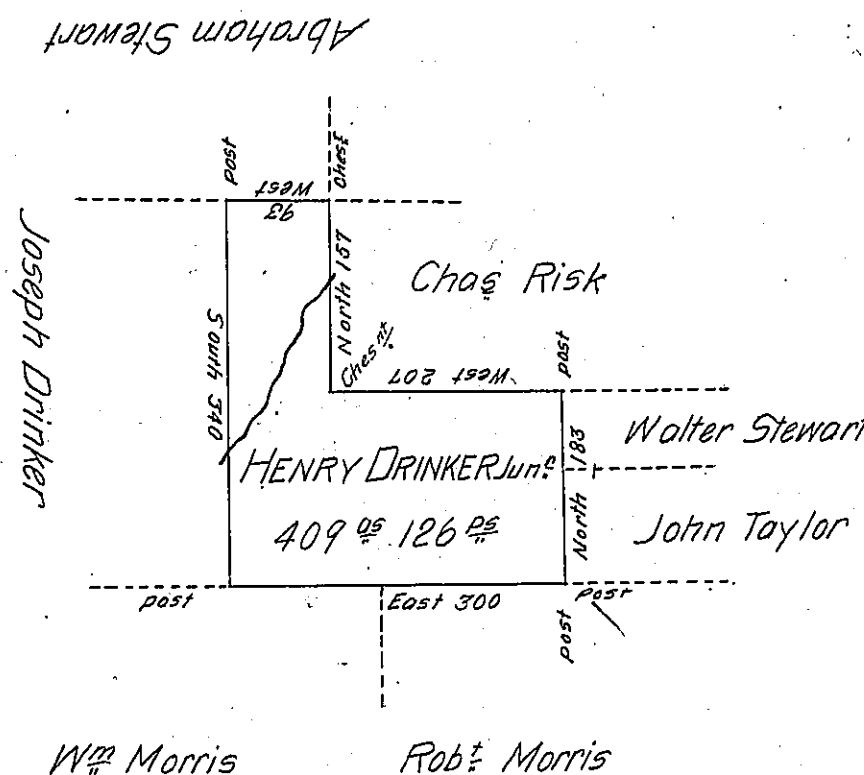 Abraham Stewart
post
Chest
West
93
Joseph Drinker
South 340
North 157
Chas Risk
Chesnt.
West 207
post
Walter Stewart
North 183
HENRY DRINKER Junr.
409 as 126 ps
John Taylor
post
East 300
post
post
Wm Morris
Robt Morris